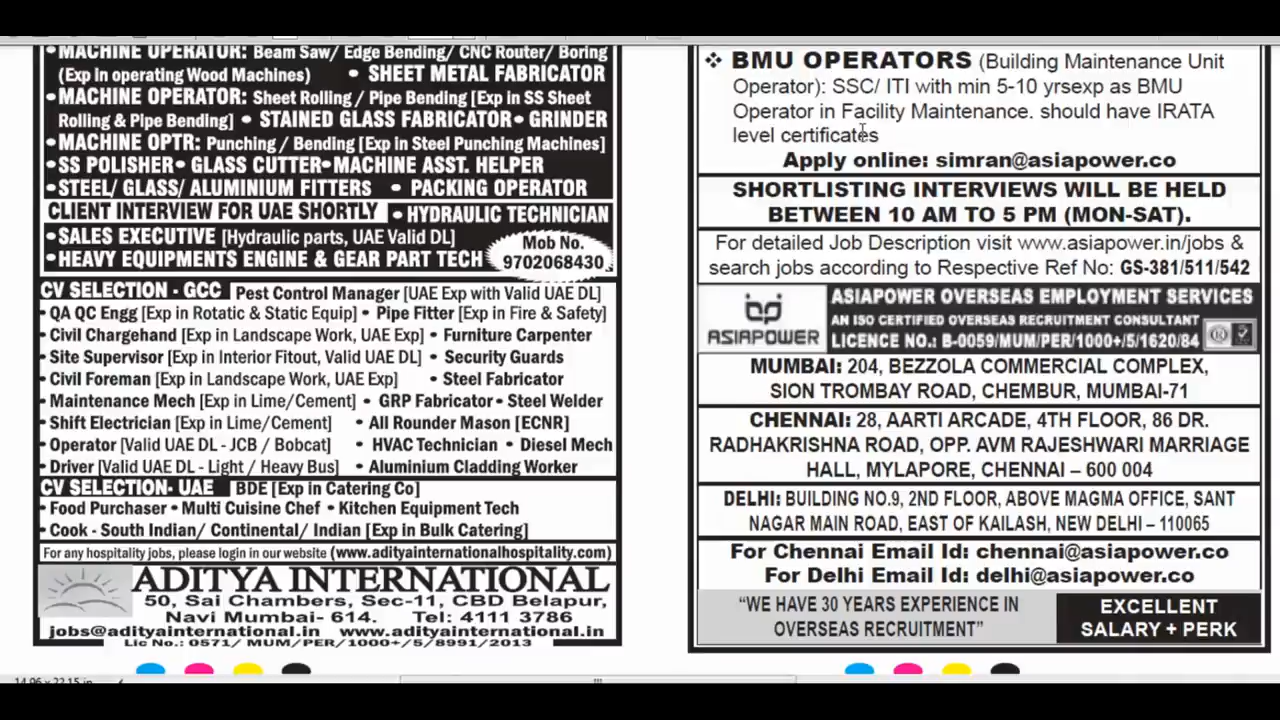 • MACHINE OPERATOR: Beam Saw/ Edge Bending/ CNC Router/ Boring
(Exp in operating Wood Machines) • SHEET METAL FABRICATOR
• MACHINE OPERATOR: Sheet Rolling / Pipe Bending [Exp in SS Sheet
Rolling & Pipe Bending] • STAINED GLASS FABRICATOR • GRINDER
• MACHINE OPTR: Punching / Bending [Exp in Steel Punching Machines]
• SS POLISHER • GLASS CUTTER • MACHINE ASST. HELPER
• STEEL/ GLASS/ ALUMINIUM FITTERS • PACKING OPERATOR
CLIENT INTERVIEW FOR UAE SHORTLY • HYDRAULIC TECHNICIAN
• SALES EXECUTIVE [Hydraulic parts, UAE Valid DL]
• HEAVY EQUIPMENTS ENGINE & GEAR PART TECH
Mob No.
9702068430
CV SELECTION - GCC Pest Control Manager [UAE Exp with Valid UAE DL]
• QA QC Engg [Exp in Rotatic & Static Equip] • Pipe Fitter [Exp in Fire & Safety]
• Civil Chargehand [Exp in Landscape Work, UAE Exp] • Furniture Carpenter
• Site Supervisor [Exp in Interior Fitout, Valid UAE DL] • Security Guards
• Civil Foreman [Exp in Landscape Work, UAE Exp] • Steel Fabricator
• Maintenance Mech [Exp in Lime/Cement] • GRP Fabricator • Steel Welder
• Shift Electrician [Exp in Lime/Cement] • All Rounder Mason [ECNR]
• Operator [Valid UAE DL - JCB / Bobcat] • HVAC Technician • Diesel Mech
• Driver [Valid UAE DL - Light / Heavy Bus] • Aluminium Cladding Worker
CV SELECTION- UAE BDE [Exp in Catering Co]
• Food Purchaser • Multi Cuisine Chef • Kitchen Equipment Tech
• Cook - South Indian/ Continental/ Indian [Exp in Bulk Catering]
For any hospitality jobs, please login in our website (www.adityainternationalhospitality.com)
ADITYA INTERNATIONAL
50, Sai Chambers, Sec-11, CBD Belapur,
Navi Mumbai- 614. Tel: 4111 3786
jobs@adityainternational.in www.adityainternational.in
Lic No.: 0571/ MUM/PER/1000+/5/8991/2013
❖ BMU OPERATORS (Building Maintenance Unit
Operator): SSC/ ITI with min 5-10 yrsexp as BMU
Operator in Facility Maintenance. should have IRATA
level certificates
Apply online: simran@asiapower.co
SHORTLISTING INTERVIEWS WILL BE HELD
BETWEEN 10 AM TO 5 PM (MON-SAT).
For detailed Job Description visit www.asiapower.in/jobs &
search jobs according to Respective Ref No: GS-381/511/542
ASIAPOWER
ASIAPOWER OVERSEAS EMPLOYMENT SERVICES
AN ISO CERTIFIED OVERSEAS RECRUITMENT CONSULTANT
LICENCE NO.: B-0059/MUM/PER/1000+/5/1620/84
MUMBAI: 204, BEZZOLA COMMERCIAL COMPLEX,
SION TROMBAY ROAD, CHEMBUR, MUMBAI-71
CHENNAI: 28, AARTI ARCADE, 4TH FLOOR, 86 DR.
RADHAKRISHNA ROAD, OPP. AVM RAJESHWARI MARRIAGE
HALL, MYLAPORE, CHENNAI – 600 004
DELHI: BUILDING NO.9, 2ND FLOOR, ABOVE MAGMA OFFICE, SANT
NAGAR MAIN ROAD, EAST OF KAILASH, NEW DELHI – 110065
For Chennai Email Id: chennai@asiapower.co
For Delhi Email Id: delhi@asiapower.co
"WE HAVE 30 YEARS EXPERIENCE IN
OVERSEAS RECRUITMENT"
EXCELLENT
SALARY + PERK
14.96 x 22.15 in